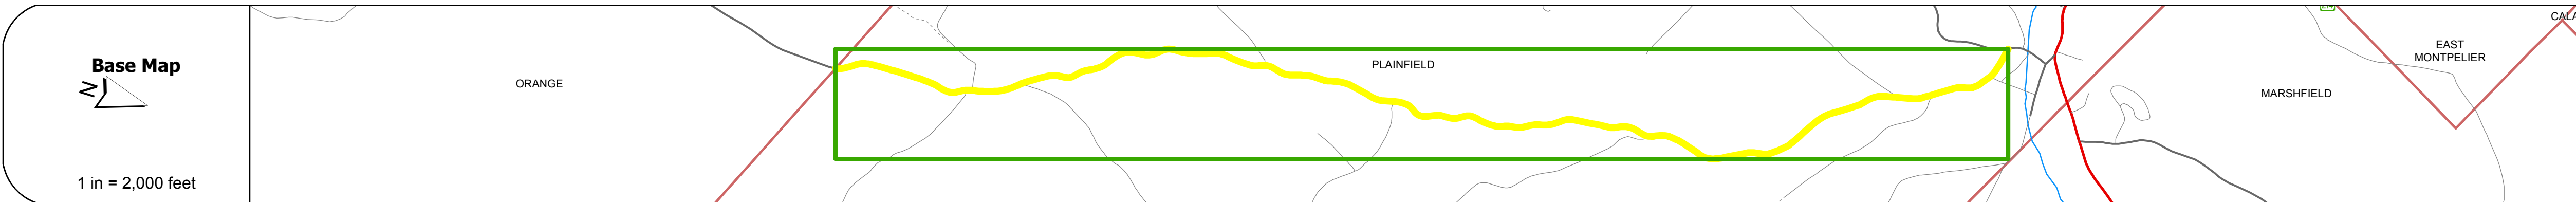 Base Map
N
1 in = 2,000 feet
ORANGE
PLAINFIELD
MARSHFIELD
EAST
MONTPELIER